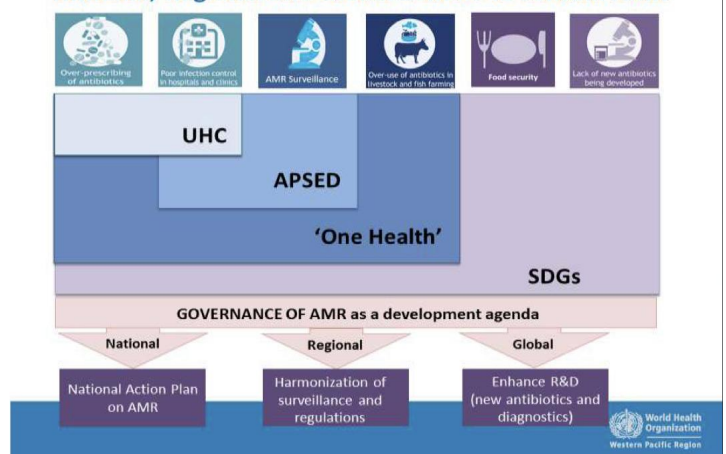 Over-prescribing
of antibiotics
Poor infection control
in hospitals and clinics
AMR Surveillance
Over-use of antibiotics in
livestock and fish farming
Food security
Lack of new antibiotics
being developed
UHC
APSED
‘One Health’
SDGs
GOVERNANCE OF AMR as a development agenda
National
Regional
Global
National Action Plan
on AMR
Harmonization of
surveillance and
regulations
Enhance R&D
(new antibiotics and
diagnostics)
World Health
Organization
Western Pacific Region